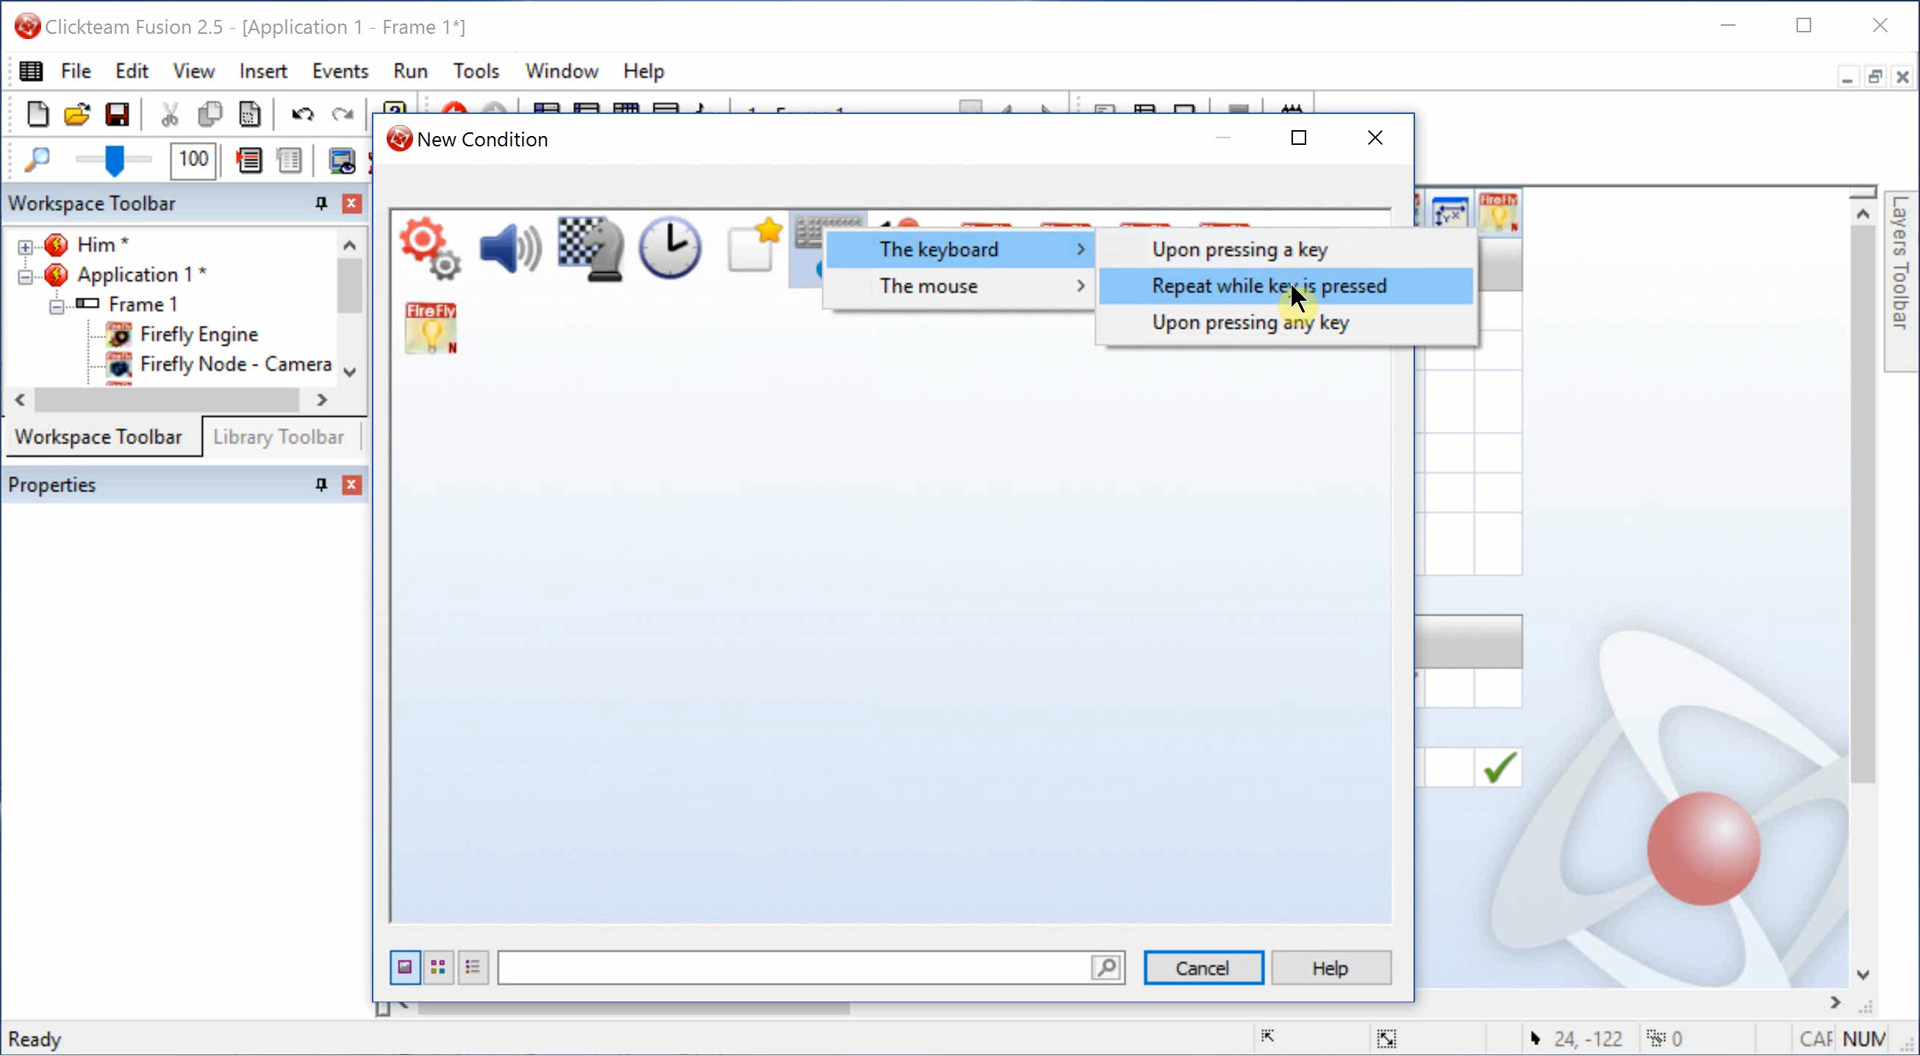 Clickteam Fusion 2.5 - [Application 1 - Frame 1*]
File Edit View Insert Events Run Tools Window Help
New Condition
100
Workspace Toolbar
Him *
Application 1 *
Frame 1
Firefly Engine
Firefly Node - Camera
Workspace Toolbar
Library Toolbar
Properties
The keyboard
The mouse
Upon pressing a key
Repeat while key is pressed
Upon pressing any key
FireFly
N
FireFly
Layers Toolbar
Cancel
Help
Ready
24, -122
0
CAF
NUM